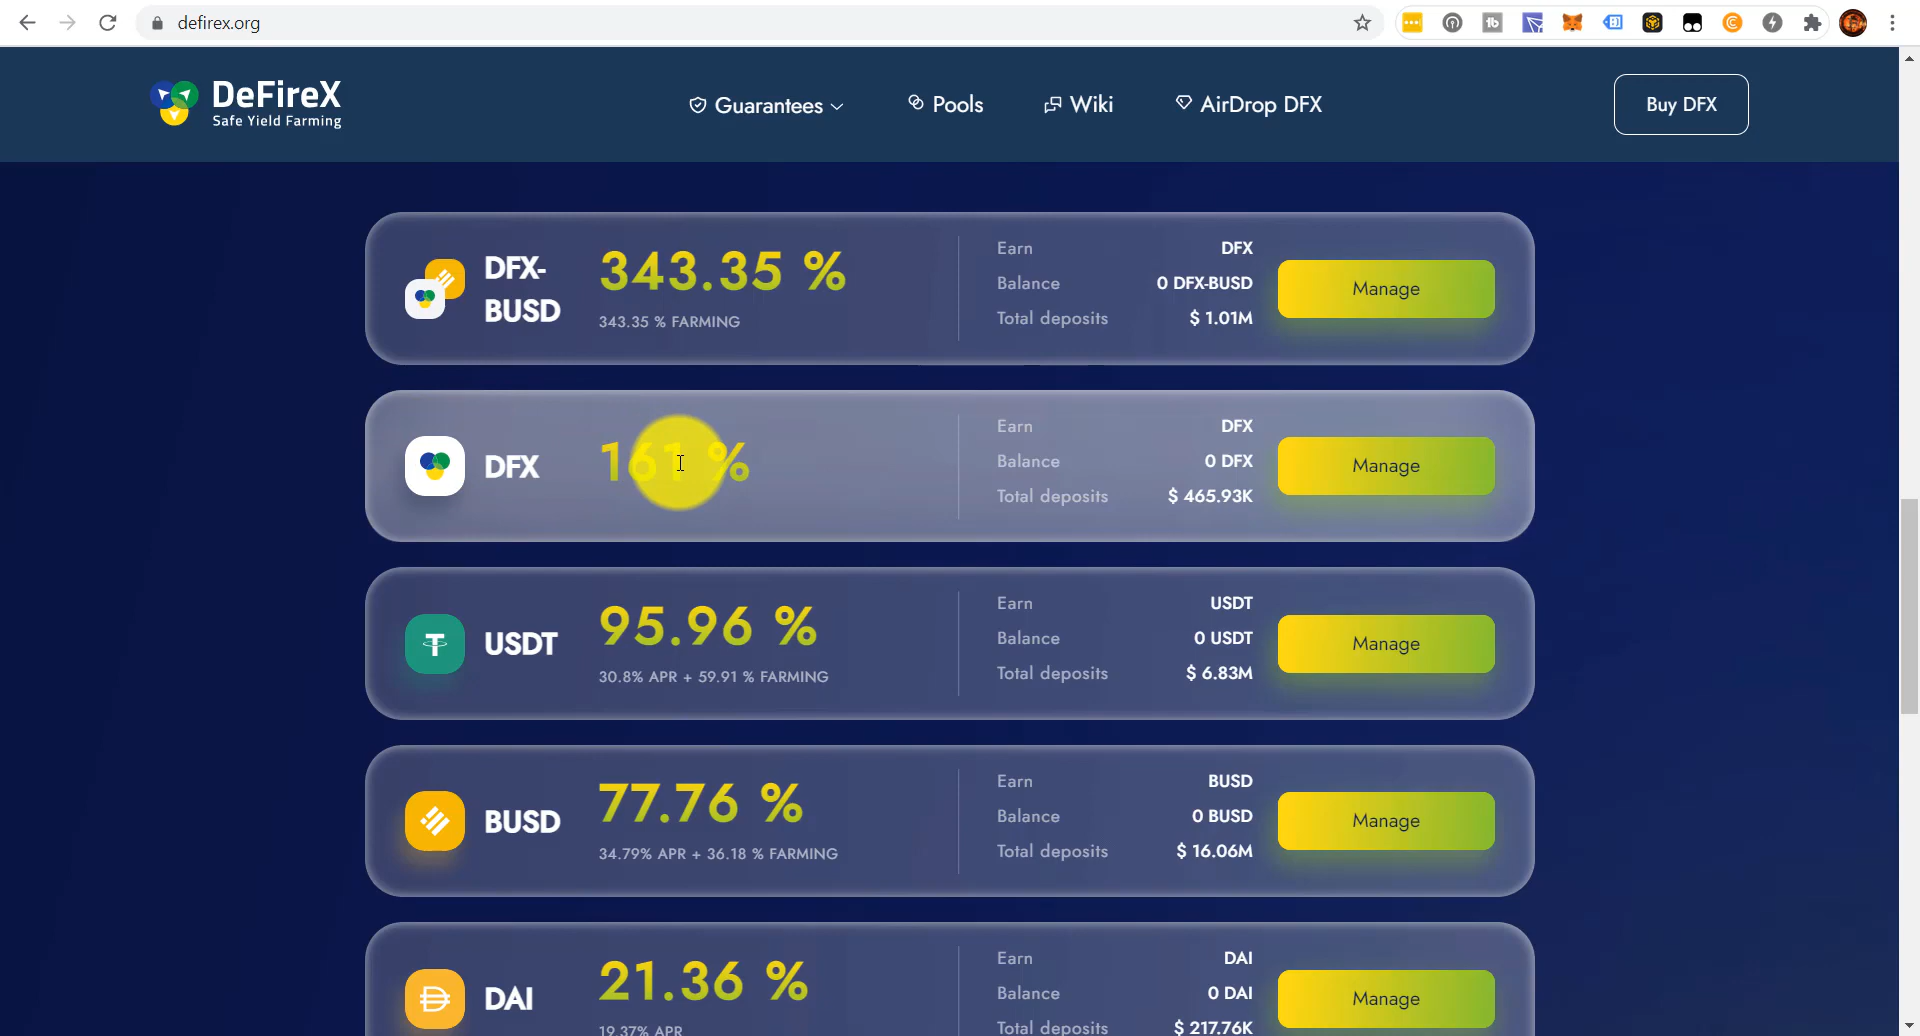 defirex.org
DeFireX
Safe Yield Farming
Guarantees
Pools
Wiki
AirDrop DFX
Buy DFX
DFX-
BUSD
343.35 %
343.35 % FARMING
Earn DFX
Balance 0 DFX-BUSD
Total deposits $ 1.01M
Manage
DFX
161 %
Earn DFX
Balance 0 DFX
Total deposits $ 465.93K
Manage
USDT
95.96 %
30.8% APR + 59.91 % FARMING
Earn USDT
Balance 0 USDT
Total deposits $ 6.83M
Manage
BUSD
77.76 %
34.79% APR + 36.18 % FARMING
Earn BUSD
Balance 0 BUSD
Total deposits $ 16.06M
Manage
DAI
21.36 %
19.37% APR
Earn DAI
Balance 0 DAI
Total deposits $ 217.76K
Manage